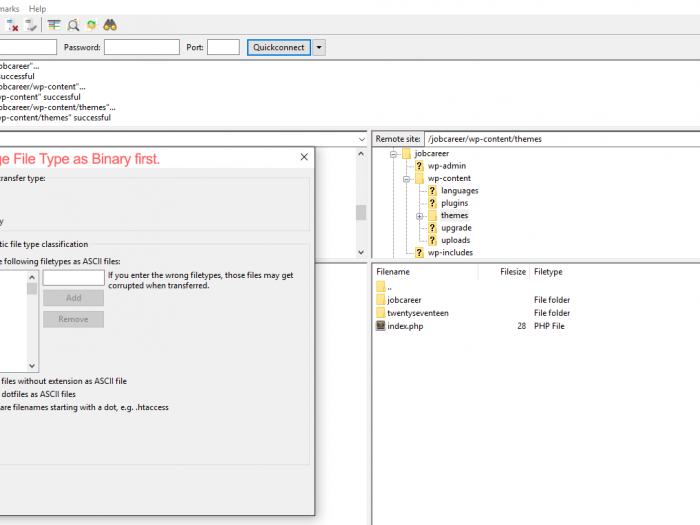 marks Help
Password: Port: Quickconnect
obcareer"...
successful
obcareer/wp-content"...
vp-content" successful
obcareer/wp-content/themes"...
vp-content/themes" successful
Remote site: /jobcareer/wp-content/themes
jobcareer
wp-admin
wp-content
languages
plugins
themes
upgrade
uploads
wp-includes
ge File Type as Binary first.
ransfer type:
y
tic file type classification
e following filetypes as ASCII files:
If you enter the wrong filetypes, those files may get
corrupted when transferred.
Add
Remove
files without extension as ASCII file
dotfiles as ASCII files
are filenames starting with a dot, e.g. .htaccess
Filename Filesize Filetype
..
jobcareer File folder
twentyseventeen File folder
index.php 28 PHP File